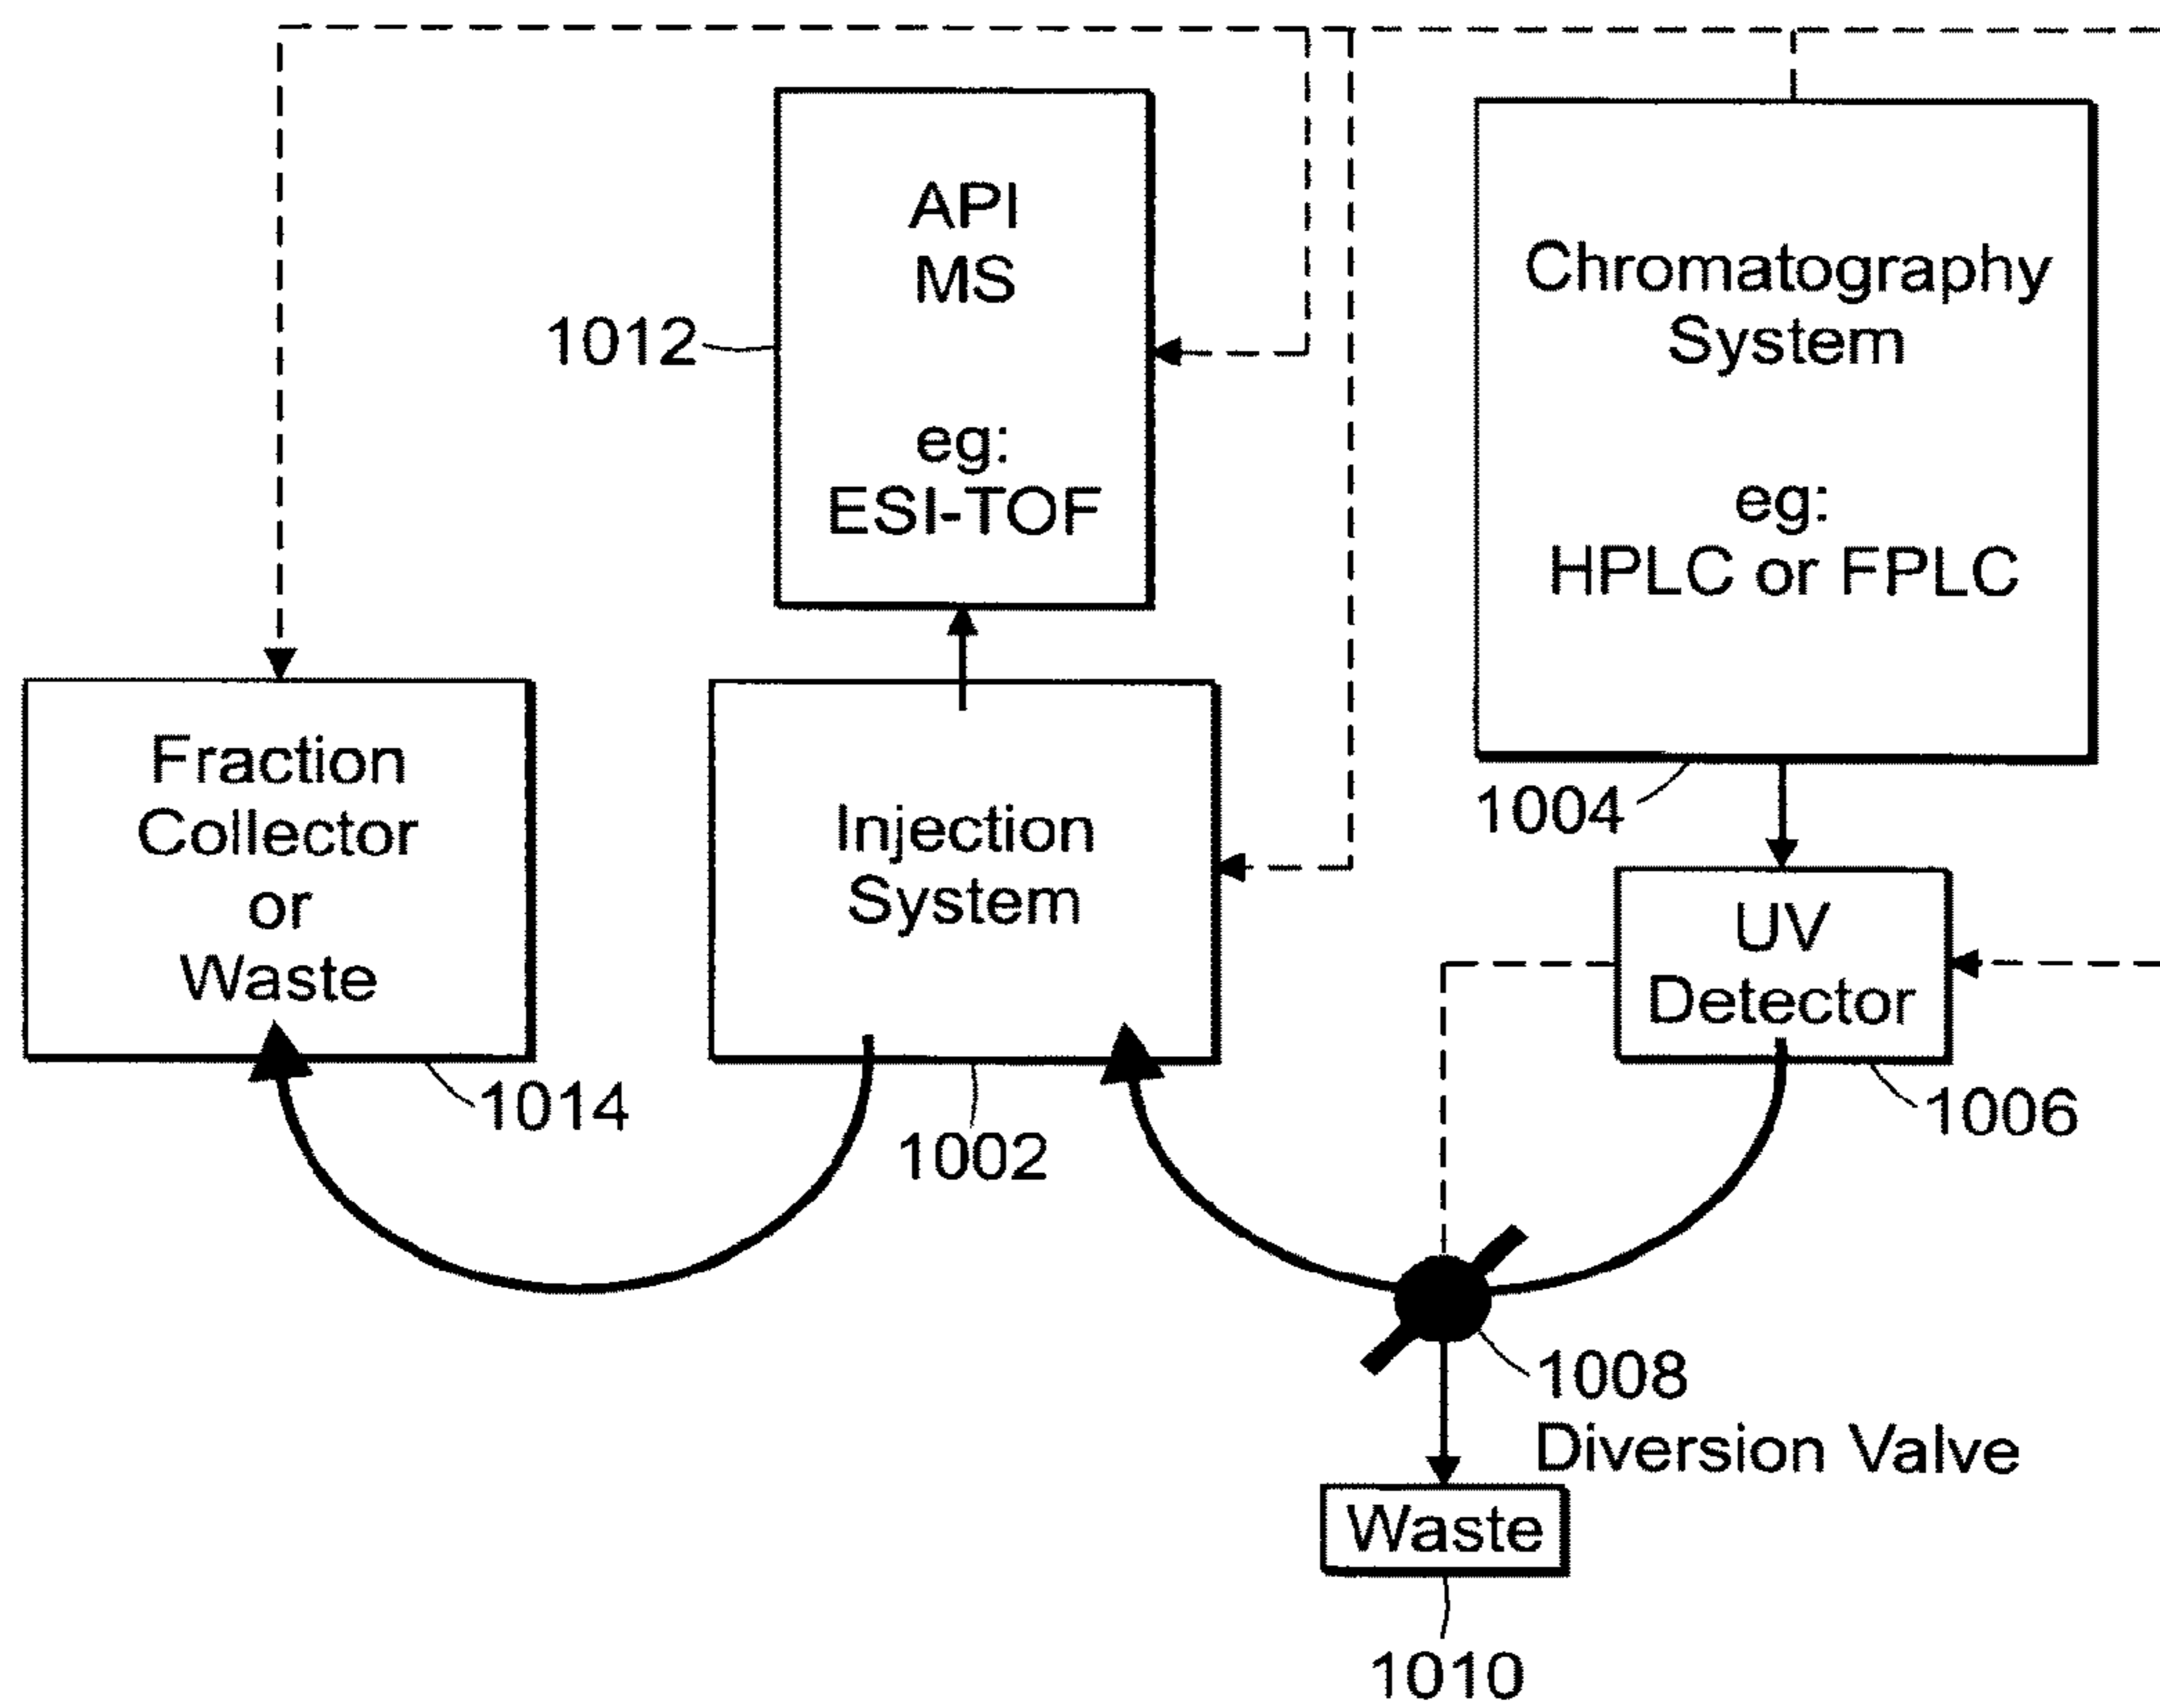 API
MS
eg:
ESI-TOF
1012
Chromatography
System
eg:
HPLC or FPLC
1004
Fraction
Collector
or
Waste
1014
Injection
System
1002
UV
Detector
1006
1008
Diversion Valve
Waste
1010